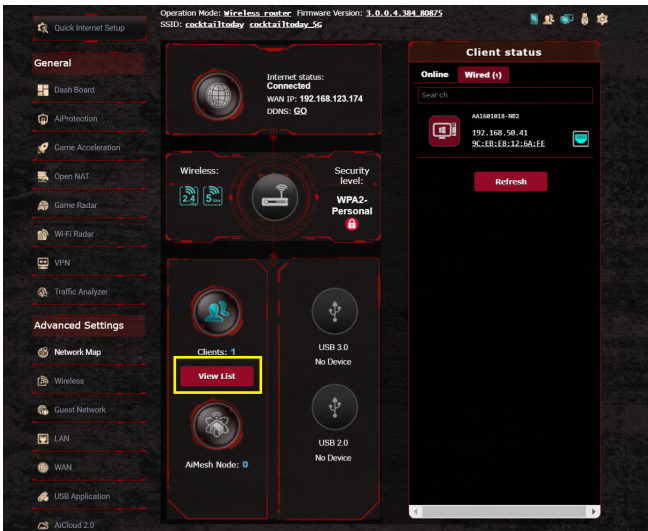 Operation Mode: Wireless router Firmware Version: 3.0.0.4.384_80875
SSID: cocktailtoday cocktailtoday_5G
Quick Internet Setup
General
Dash Board
AiProtection
Game Acceleration
Open NAT
Game Radar
Wi-Fi Radar
VPN
Traffic Analyzer
Advanced Settings
Network Map
Wireless
Guest Network
LAN
WAN
USB Application
AiCloud 2.0
Internet status:
Connected
WAN IP: 192.168.123.174
DDNS: GO
Wireless:
2.4 GHz
5 GHz
Security
level:
WPA2-
Personal
Clients: 1
View List
AiMesh Node: 0
USB 3.0
No Device
USB 2.0
No Device
Client status
Online
Wired (1)
Search
AA1601018-NB2
192.168.50.41
9C:EB:E8:12:6A:FE
Refresh